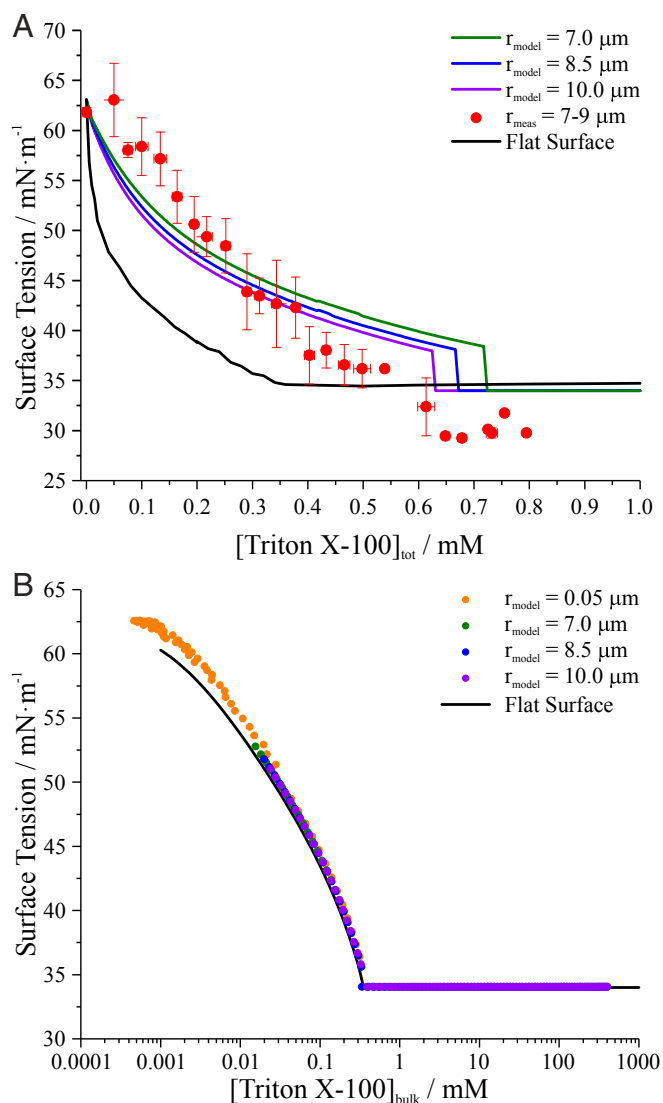 A
r_model = 7.0 μm
r_model = 8.5 μm
r_model = 10.0 μm
r_meas = 7-9 μm
Flat Surface
Surface Tension / mN·m⁻¹
70
65
60
55
50
45
40
35
30
25
0.0 0.1 0.2 0.3 0.4 0.5 0.6 0.7 0.8 0.9 1.0
[Triton X-100]tot / mM
B
r_model = 0.05 μm
r_model = 7.0 μm
r_model = 8.5 μm
r_model = 10.0 μm
Flat Surface
Surface Tension / mN·m⁻¹
65
60
55
50
45
40
35
30
0.0001 0.001 0.01 0.1 1 10 100 1000
[Triton X-100]bulk / mM